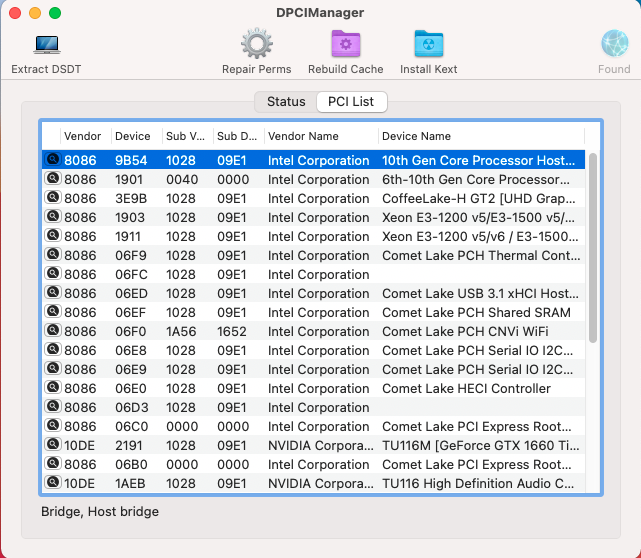 DPCIManager
Extract DSDT Repair Perms Rebuild Cache Install Kext Found
Status PCI List
Vendor Device Sub V... Sub D... Vendor Name Device Name
8086 9B54 1028 09E1 Intel Corporation 10th Gen Core Processor Host...
8086 1901 0040 0000 Intel Corporation 6th-10th Gen Core Processor...
8086 3E9B 1028 09E1 Intel Corporation CoffeeLake-H GT2 [UHD Grap...
8086 1903 1028 09E1 Intel Corporation Xeon E3-1200 v5/E3-1500 v5/...
8086 1911 1028 09E1 Intel Corporation Xeon E3-1200 v5/v6 / E3-1500...
8086 06F9 1028 09E1 Intel Corporation Comet Lake PCH Thermal Cont...
8086 06FC 1028 09E1 Intel Corporation
8086 06ED 1028 09E1 Intel Corporation Comet Lake USB 3.1 xHCI Host...
8086 06EF 1028 09E1 Intel Corporation Comet Lake PCH Shared SRAM
8086 06F0 1A56 1652 Intel Corporation Comet Lake PCH CNVi WiFi
8086 06E8 1028 09E1 Intel Corporation Comet Lake PCH Serial IO I2C...
8086 06E9 1028 09E1 Intel Corporation Comet Lake PCH Serial IO I2C...
8086 06E0 1028 09E1 Intel Corporation Comet Lake HECI Controller
8086 06D3 1028 09E1 Intel Corporation
8086 06C0 0000 0000 Intel Corporation Comet Lake PCI Express Root...
10DE 2191 1028 09E1 NVIDIA Corpora... TU116M [GeForce GTX 1660 Ti...
8086 06B0 0000 0000 Intel Corporation Comet Lake PCI Express Root...
10DE 1AEB 1028 09E1 NVIDIA Corpora... TU116 High Definition Audio C...
Bridge, Host bridge